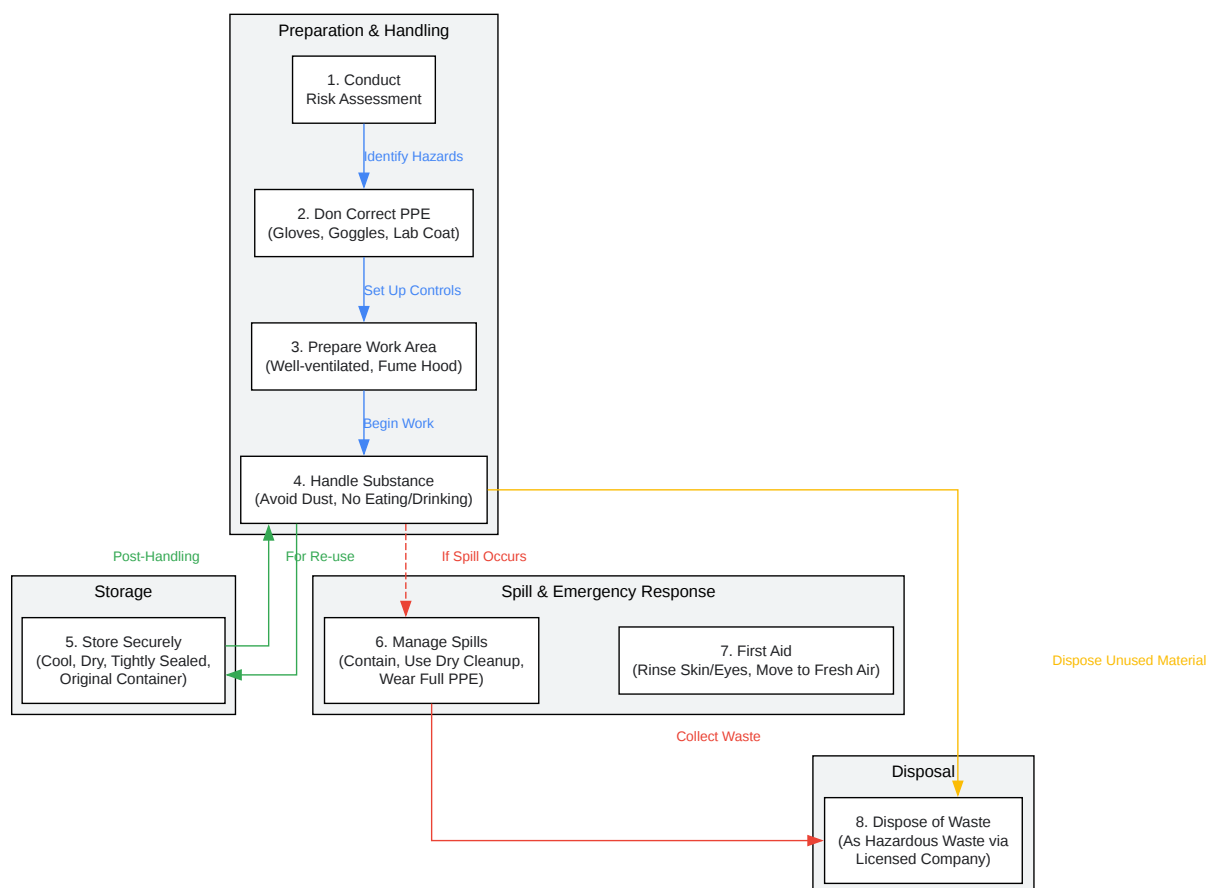 Preparation & Handling
1. Conduct
Risk Assessment
Identify Hazards
2. Don Correct PPE
(Gloves, Goggles, Lab Coat)
Set Up Controls
3. Prepare Work Area
(Well-ventilated, Fume Hood)
Begin Work
4. Handle Substance
(Avoid Dust, No Eating/Drinking)
Post-Handling
For Re-use
If Spill Occurs
Storage
5. Store Securely
(Cool, Dry, Tightly Sealed,
Original Container)
Spill & Emergency Response
6. Manage Spills
(Contain, Use Dry Cleanup,
Wear Full PPE)
7. First Aid
(Rinse Skin/Eyes, Move to Fresh Air)
Dispose Unused Material
Collect Waste
Disposal
8. Dispose of Waste
(As Hazardous Waste via
Licensed Company)